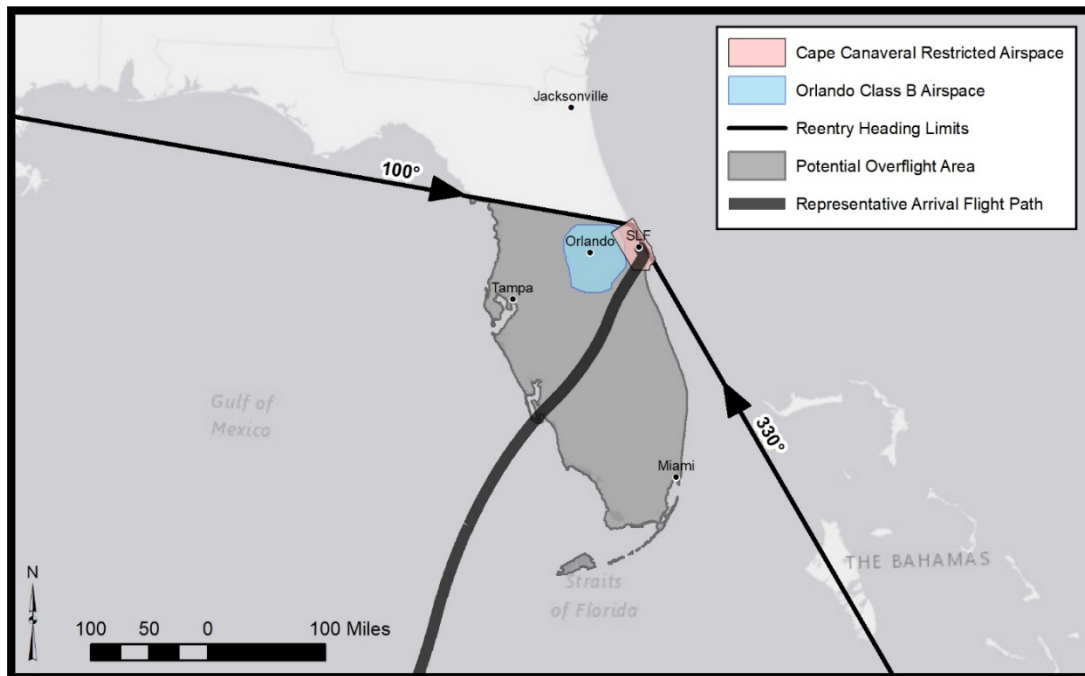 Cape Canaveral Restricted Airspace
Orlando Class B Airspace
Reentry Heading Limits
Potential Overflight Area
Representative Arrival Flight Path
Jacksonville
100°
SLF
Orlando
Tampa
Gulf of
Mexico
330°
Miami
THE BAHAMAS
Straits
of Florida
N
100 50 0 100 Miles